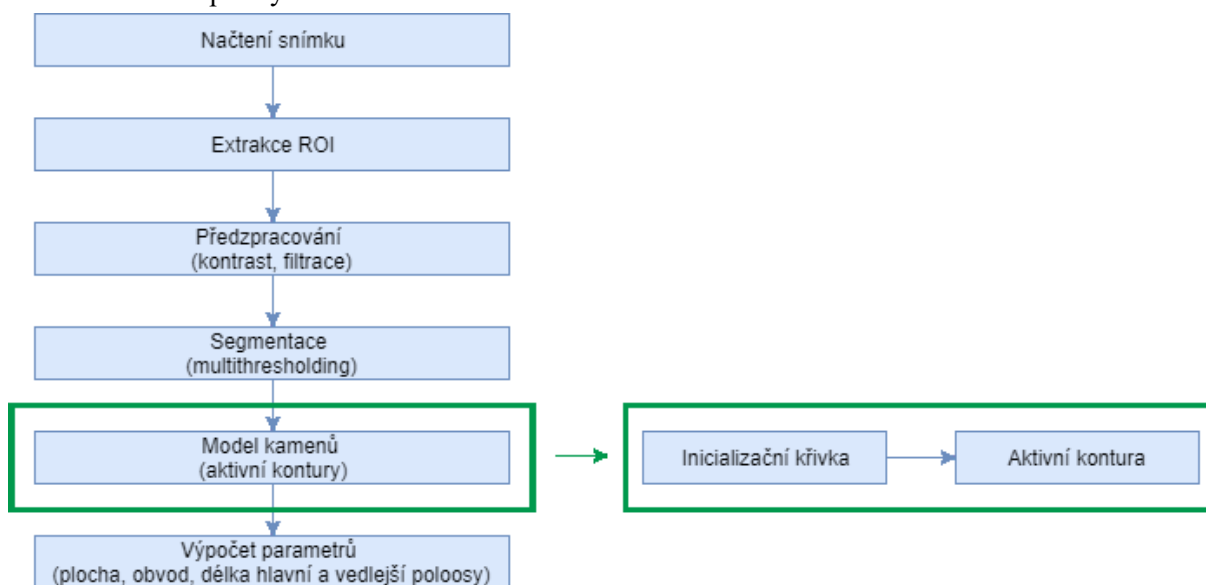 Načtení snímku
Extrakce ROI
Předzpracování
(kontrast, filtrace)
Segmentace
(multithresholding)
Model kamenů
(aktivní kontury)
Inicializační křivka
Aktivní kontura
Výpočet parametrů
(plocha, obvod, délka hlavní a vedlejší poloosy)